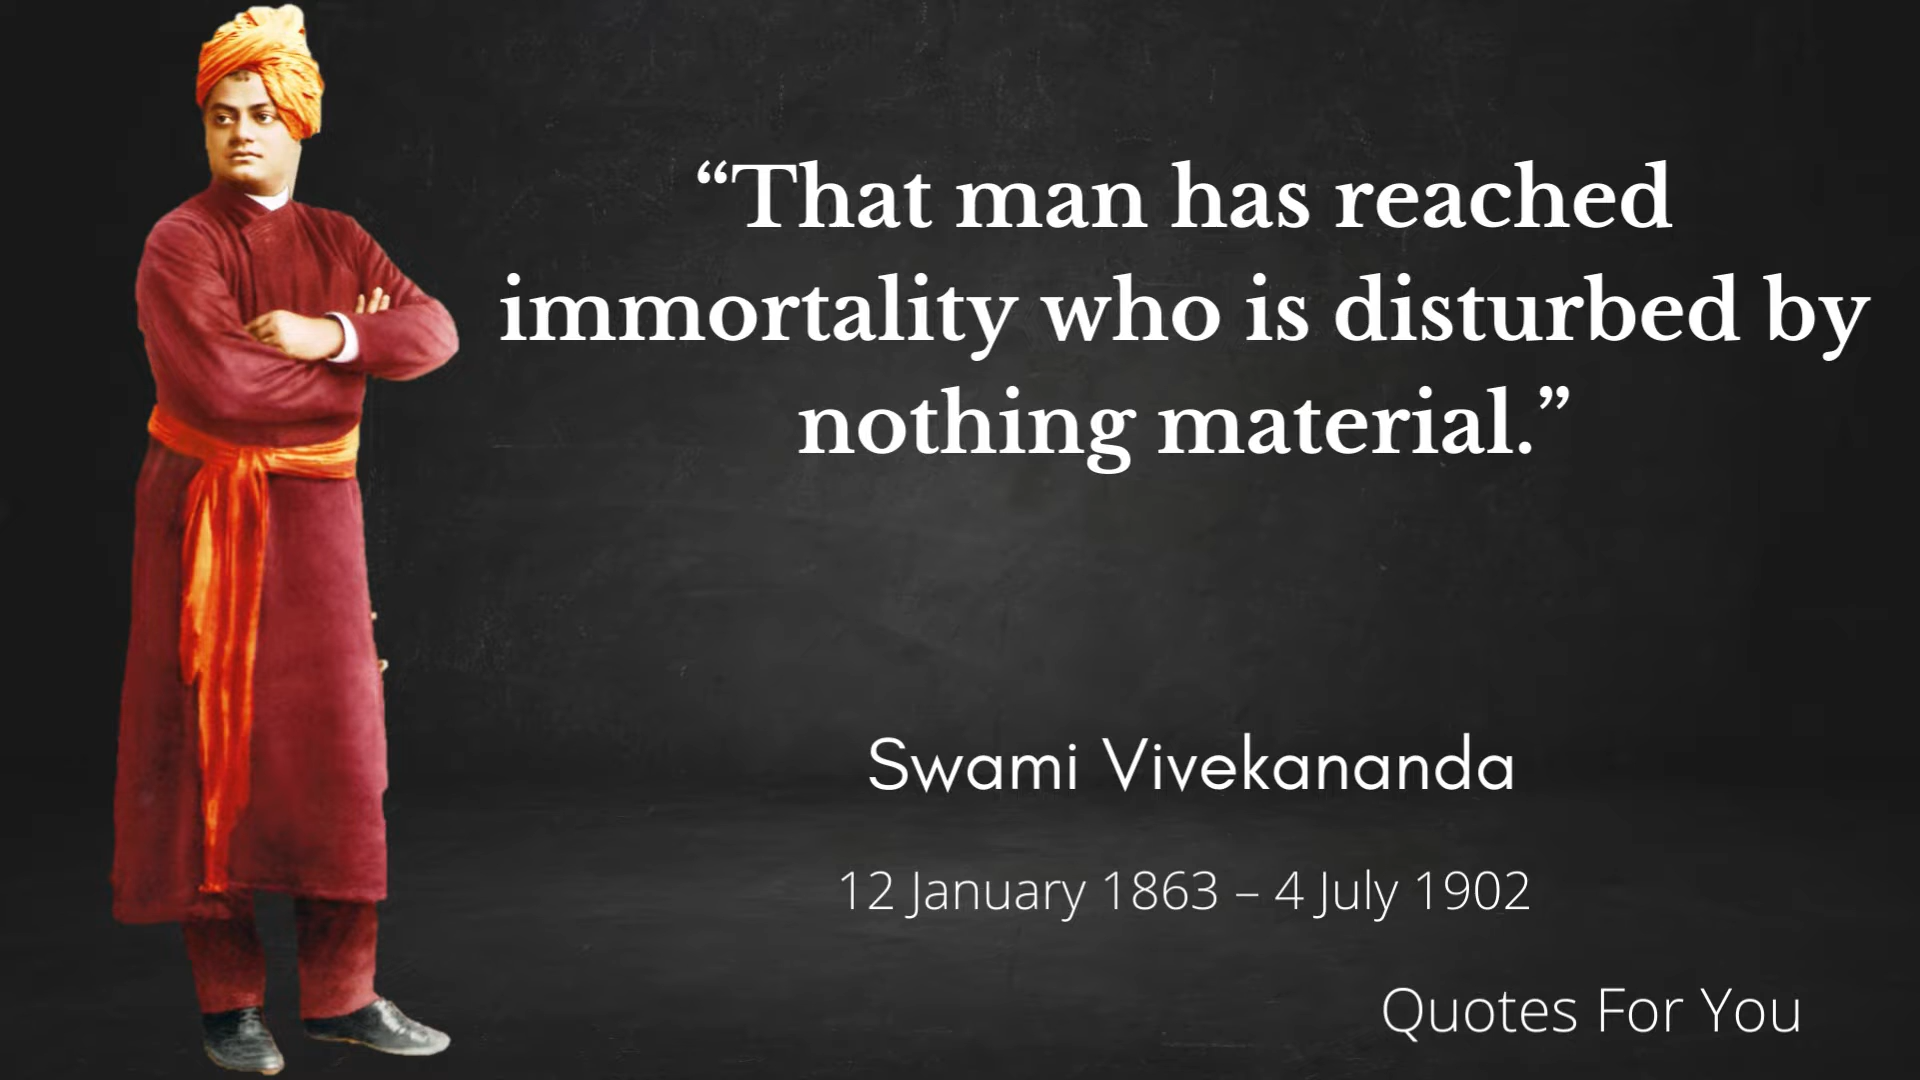 “That man has reached
immortality who is disturbed by
nothing material.”
Swami Vivekananda
12 January 1863 – 4 July 1902
Quotes For You